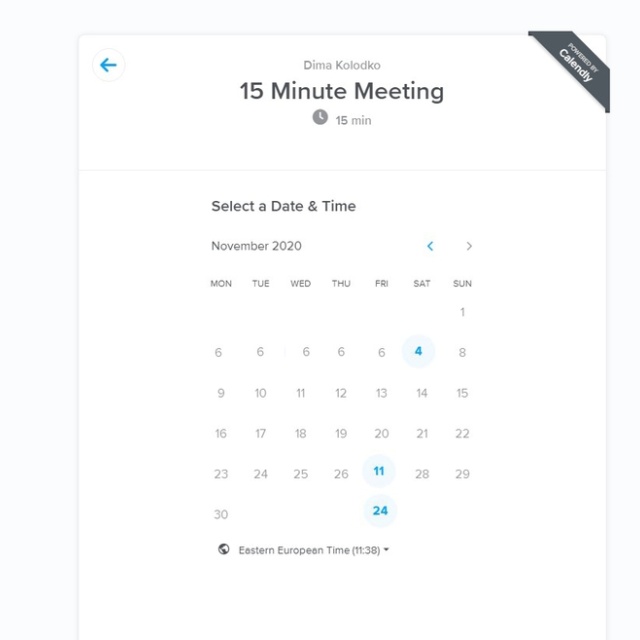 POWERED BY
Calendly
Dima Kolodko
15 Minute Meeting
15 min
Select a Date & Time
November 2020
MON TUE WED THU FRI SAT SUN
1
6 6 6 6 6 4 8
9 10 11 12 13 14 15
16 17 18 19 20 21 22
23 24 25 26 11 28 29
30 24
Eastern European Time (11:38)